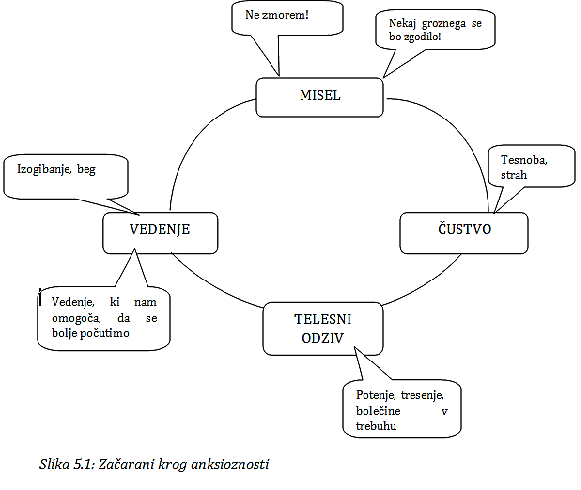 Ne zmorem!
Nekaj groznega se
bo zgodilo!
MISEL
Izogibanje, beg
Tesnoba,
strah
VEDENJE
ČUSTVO
Vedenje, ki nam
omogoča, da se
bolje počutimo
TELESNI
ODZIV
Potenje, tresenje,
bolečine v
trebuhu
Slika 5.1: Začarani krog anksioznosti